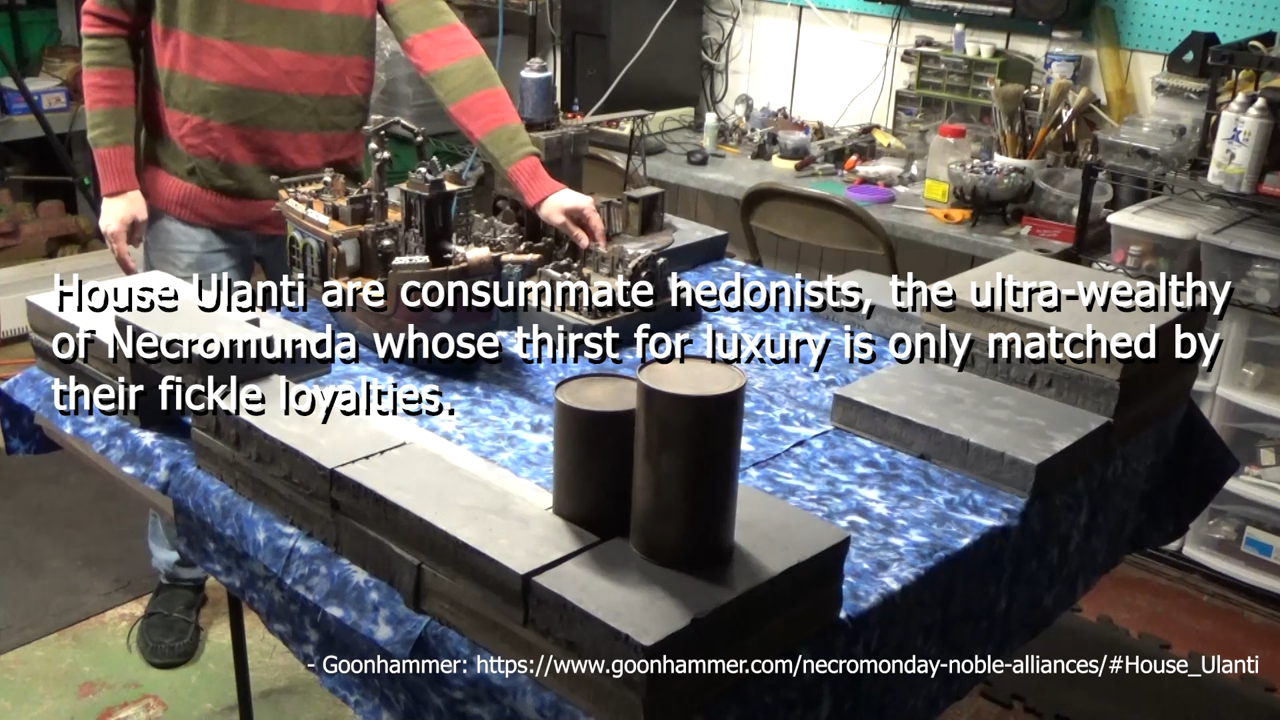 House Ulanti are consummate hedonists, the ultra-wealthy
of Necromunda whose thirst for luxury is only matched by
their fickle loyalties.
- Goonhammer: https://www.goonhammer.com/necromonday-noble-alliances/#House_Ulanti